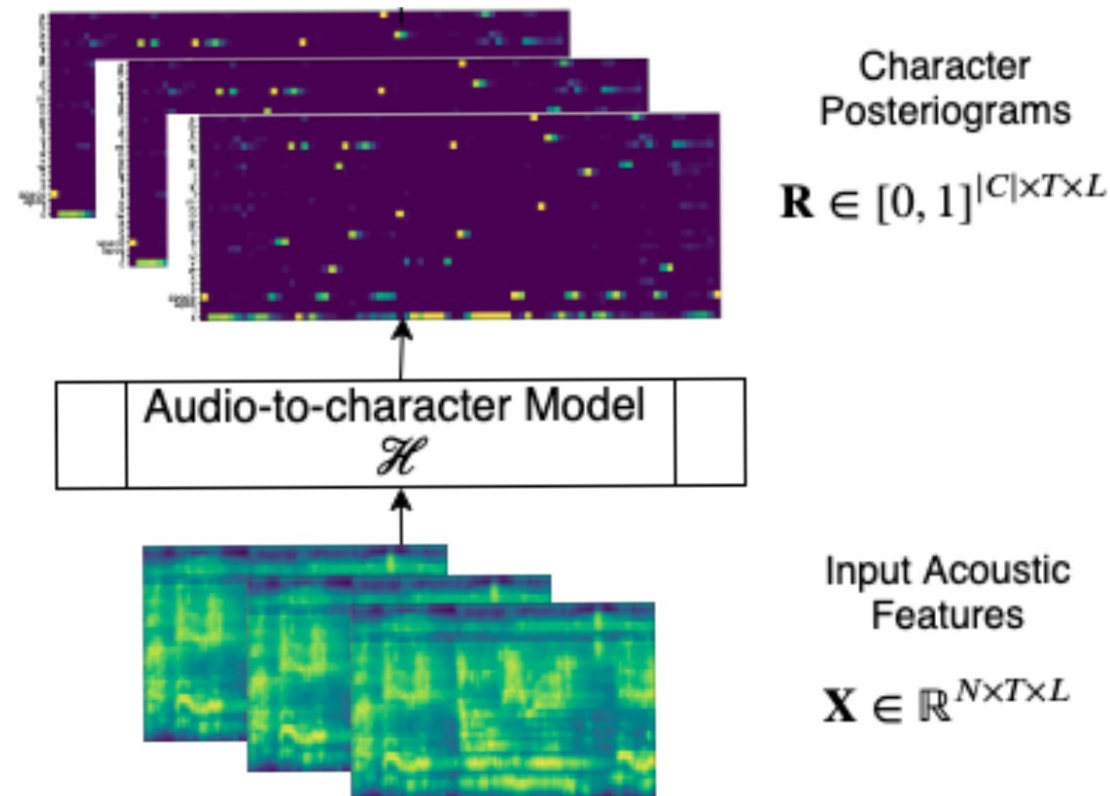 Character
Posteriograms
𝐑 ∈ [0, 1]^{|C|×T×L}
Audio-to-character Model
ℋ
Input Acoustic
Features
𝐗 ∈ ℝ^{N×T×L}